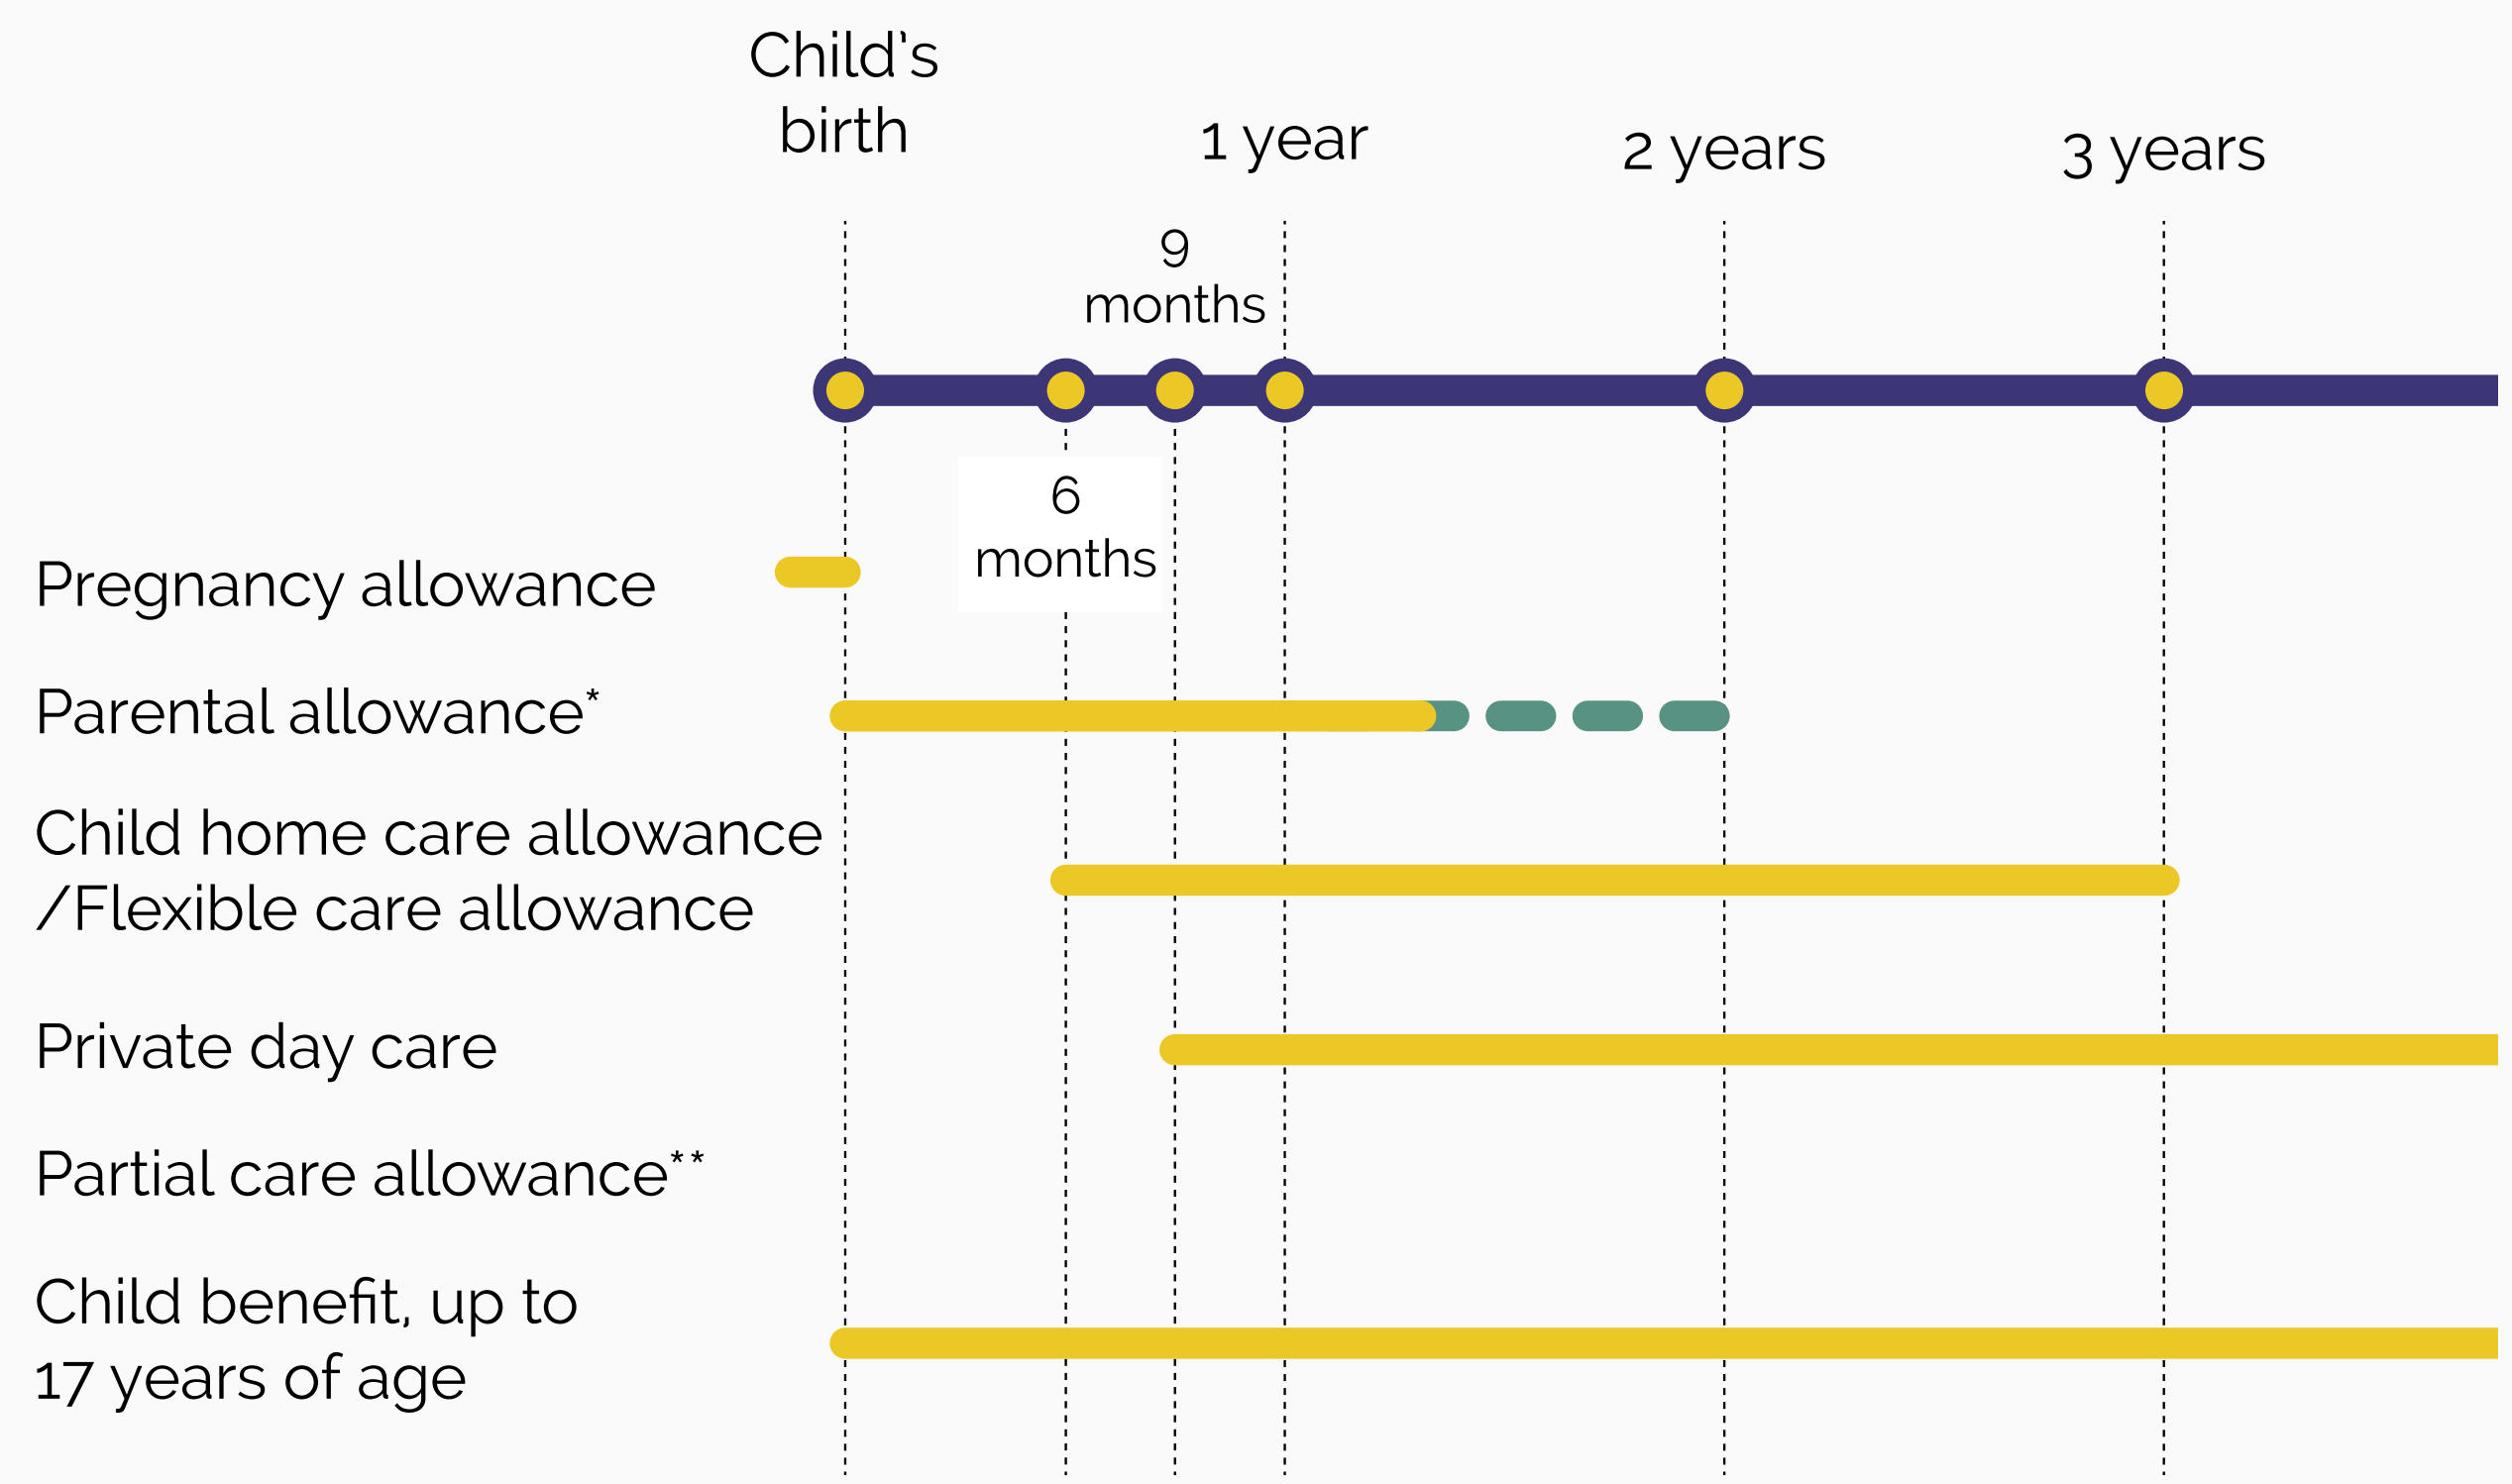 Child's
birth
1 year
2 years
3 years
9
months
6
months
Pregnancy allowance
Parental allowance*
Child home care allowance
/Flexible care allowance
Private day care
Partial care allowance**
Child benefit, up to
17 years of age